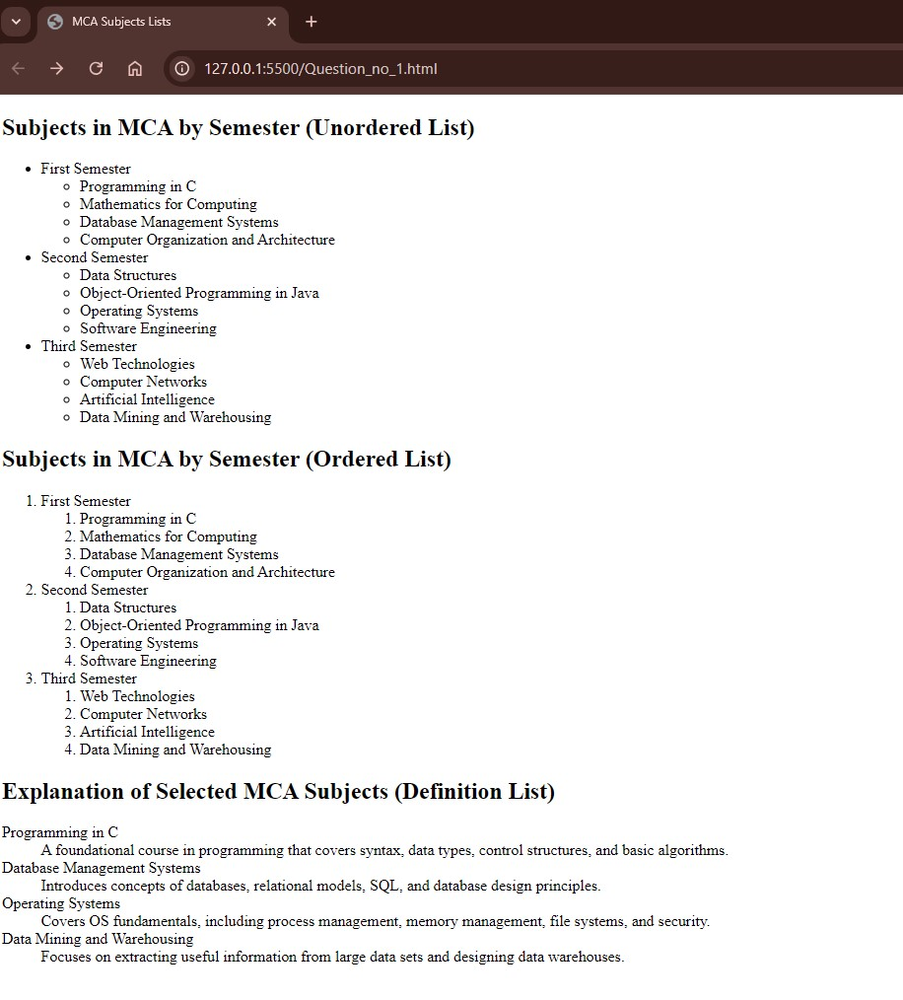 MCA Subjects Lists
127.0.0.1:5500/Question_no_1.html
Subjects in MCA by Semester (Unordered List)
First Semester
Programming in C
Mathematics for Computing
Database Management Systems
Computer Organization and Architecture
Second Semester
Data Structures
Object-Oriented Programming in Java
Operating Systems
Software Engineering
Third Semester
Web Technologies
Computer Networks
Artificial Intelligence
Data Mining and Warehousing
Subjects in MCA by Semester (Ordered List)
1. First Semester
1. Programming in C
2. Mathematics for Computing
3. Database Management Systems
4. Computer Organization and Architecture
2. Second Semester
1. Data Structures
2. Object-Oriented Programming in Java
3. Operating Systems
4. Software Engineering
3. Third Semester
1. Web Technologies
2. Computer Networks
3. Artificial Intelligence
4. Data Mining and Warehousing
Explanation of Selected MCA Subjects (Definition List)
Programming in C
A foundational course in programming that covers syntax, data types, control structures, and basic algorithms.
Database Management Systems
Introduces concepts of databases, relational models, SQL, and database design principles.
Operating Systems
Covers OS fundamentals, including process management, memory management, file systems, and security.
Data Mining and Warehousing
Focuses on extracting useful information from large data sets and designing data warehouses.